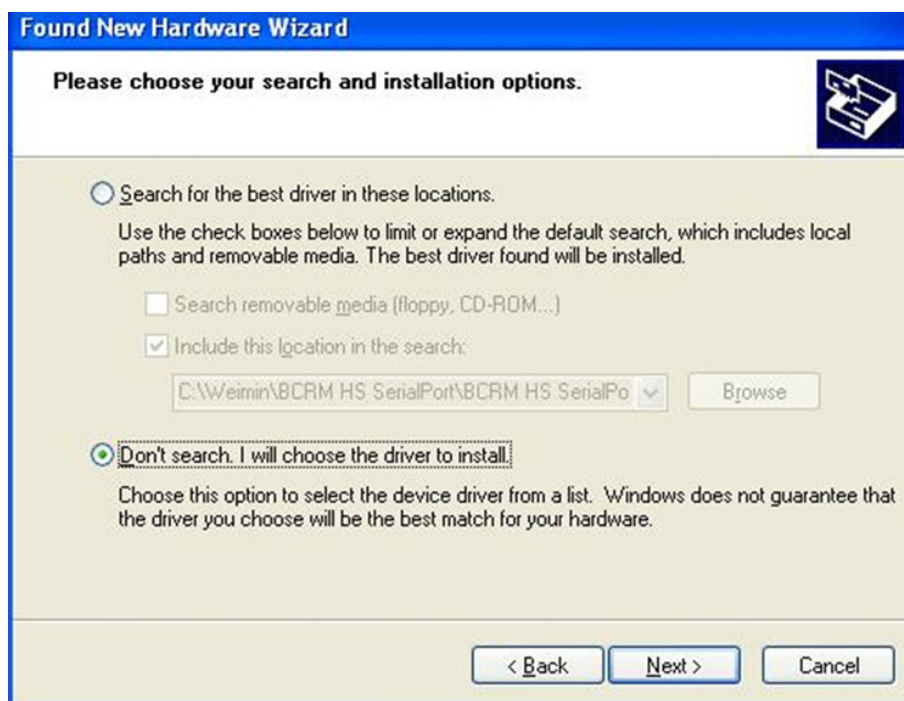 Found New Hardware Wizard
Please choose your search and installation options.
Search for the best driver in these locations.
Use the check boxes below to limit or expand the default search, which includes local
paths and removable media. The best driver found will be installed.
Search removable media (floppy, CD-ROM...)
Include this location in the search:
C:\Weimin\BCRM HS SerialPort\BCRM HS SerialPo
Browse
Don't search. I will choose the driver to install.
Choose this option to select the device driver from a list. Windows does not guarantee that
the driver you choose will be the best match for your hardware.
< Back Next > Cancel